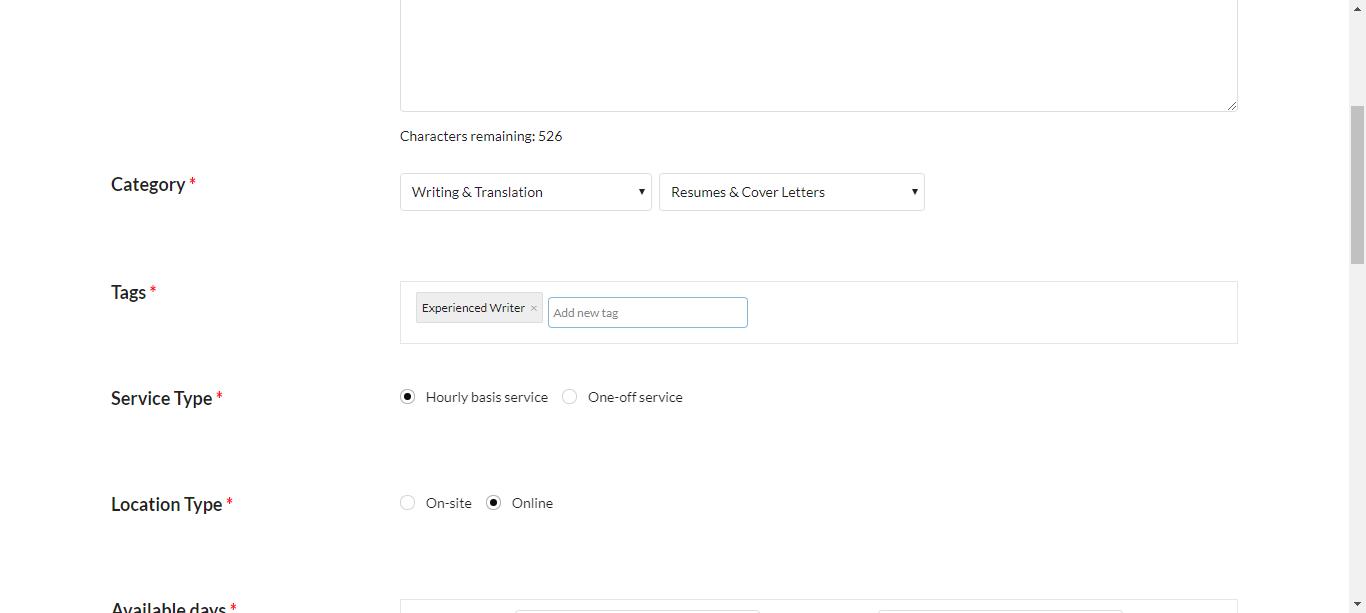 Characters remaining: 526
Category *
Writing & Translation
Resumes & Cover Letters
Tags *
Experienced Writer ×
Add new tag
Service Type *
Hourly basis service
One-off service
Location Type *
On-site
Online
Available days *